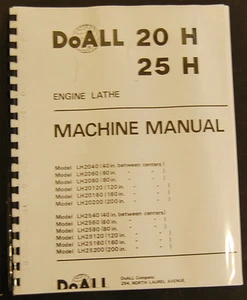 DoALL 20 H
25 H
ENGINE LATHE
MACHINE MANUAL
Model LH2040 (40 in. between centers)
Model LH2060 (60 in. " " )
Model LH2080 (80 in. " " )
Model LH20120 (120 in. " " )
Model LH20160 (160 in. " " )
Model LH20200 (200 in. " " )
Model LH2540 (40 in. between centers)
Model LH2560 (60 in. " " )
Model LH2580 (80 in. " " )
Model LH25120 (120 in. " " )
Model LH25160 (160 in. " " )
Model LH25200 (200 in. " " )
DoALL
DoALL Company
254, NORTH LAUREL AVENUE,